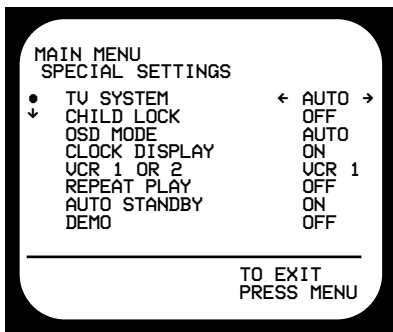 MAIN MENU
SPECIAL SETTINGS
● TV SYSTEM ← AUTO →
↓ CHILD LOCK OFF
OSD MODE AUTO
CLOCK DISPLAY ON
VCR 1 OR 2 VCR 1
REPEAT PLAY OFF
AUTO STANDBY ON
DEMO OFF
TO EXIT
PRESS MENU